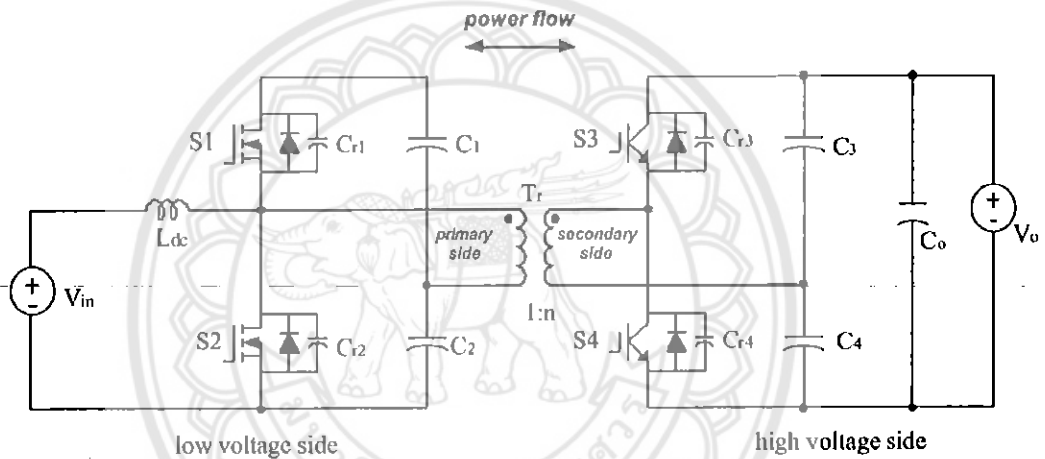 power flow
S1
Cr1
C1
S3
Cr3
C3
Tr
Ldc
primary side
secondary side
Co
Vo
+
-
+
-
Vin
1:n
S2
Cr2
C2
S4
Cr4
C4
low voltage side
high voltage side